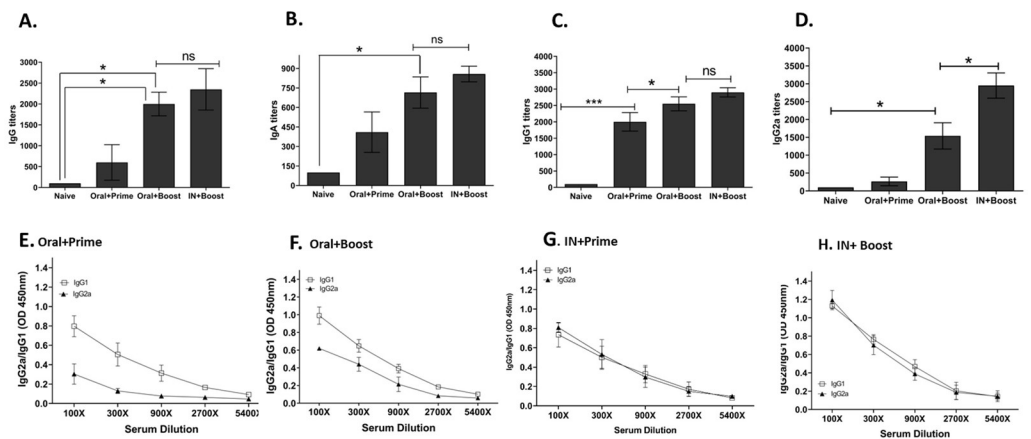 A.
IgG titers
3000
2500
2000
1500
1000
500
0
*
*
ns
Naive Oral+Prime Oral+Boost IN+Boost
B.
IgA titers
900
750
600
450
300
150
0
*
ns
Naive Oral+Prime Oral+Boost IN+Boost
C.
IgG1 titers
4000
3500
3000
2500
2000
1500
1000
500
0
***
*
ns
Naive Oral+Prime Oral+Boost IN+Boost
D.
IgG2a titers
4000
3500
3000
2500
2000
1500
1000
500
0
*
*
Naive Oral+Prime Oral+Boost IN+Boost
E. Oral+Prime
IgG2a/IgG1 (OD 450nm)
1.4
1.2
1.0
0.8
0.6
0.4
0.2
0
IgG1
IgG2a
100X 300X 900X 2700X 5400X
Serum Dilution
F. Oral+Boost
IgG2a/IgG1 (OD 450nm)
1.4
1.2
1.0
0.8
0.6
0.4
0.2
0
IgG1
IgG2a
100X 300X 900X 2700X 5400X
Serum Dilution
G. IN+Prime
IgG2a/IgG1 (OD 450nm)
1.4
1.2
1.0
0.8
0.6
0.4
0.2
0
IgG1
IgG2a
100X 300X 900X 2700X 5400X
Serum Dilution
H. IN+ Boost
IgG2a/IgG1 (OD 450nm)
1.4
1.2
1.0
0.8
0.6
0.4
0.2
0
IgG1
IgG2a
100X 300X 900X 2700X 5400X
Serum Dilution